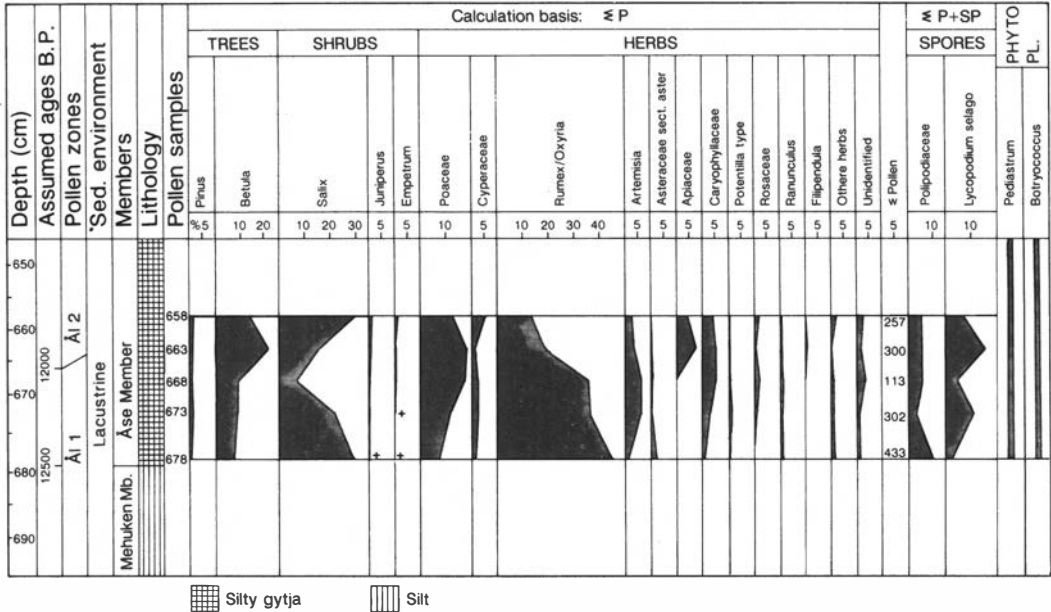 Calculation basis: ⋜ P
⋜ P+SP
TREES
SHRUBS
HERBS
SPORES
PHYTO
PL.
Depth (cm)
Assumed ages B.P.
Pollen zones
*Sed. environment
Members
Lithology
Pollen samples
Pinus
Betula
Salix
Juniperus
Empetrum
Poaceae
Cyperaceae
Rumex/Oxyria
Artemisia
Asteraceae sect. aster
Apiaceae
Caryophyllaceae
Potentilla type
Rosaceae
Ranunculus
Filipendula
Othere herbs
Unidentified
⋜ Pollen
Polipodiaceae
Lycopodium selago
Pediastrum
Botryococcus
%5 10 20 10 20 30 5 5 10 5 10 20 30 40 5 5 5 5 5 5 5 5 5 5 5 10 10
650
660
670
680
690
12000
12500
Ål 2
Ål 1
Lacustrine
Åse Member
Mehuken Mb.
658 257
663 300
668 113
673 + 302
678 + + 433
Silty gytja
Silt